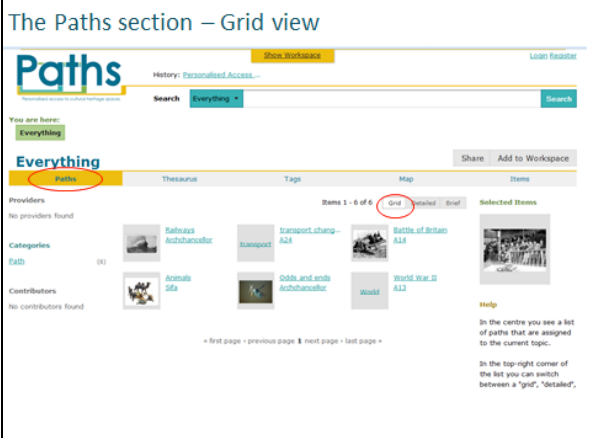 The Paths section – Grid view
Show Workspace
Login Register
Paths
Personalised access to cultural heritage spaces
History: Personalised Access ...
Search Everything Search
You are here:
Everything
Everything
Share Add to Workspace
Paths Thesaurus Tags Map Items
Providers
No providers found
Categories
Path (6)
Contributors
No contributors found
Items 1 - 6 of 6 Grid Detailed Brief
Railways
Archchancellor
transport
transport chang...
A24
Battle of Britain
A14
Animals
Sifa
Odds and ends
Archchancellor
World
World War II
A13
« first page ‹ previous page 1 next page › last page »
Selected Items
Help
In the centre you see a list
of paths that are assigned
to the current topic.
In the top-right corner of
the list you can switch
between a "grid", "detailed",